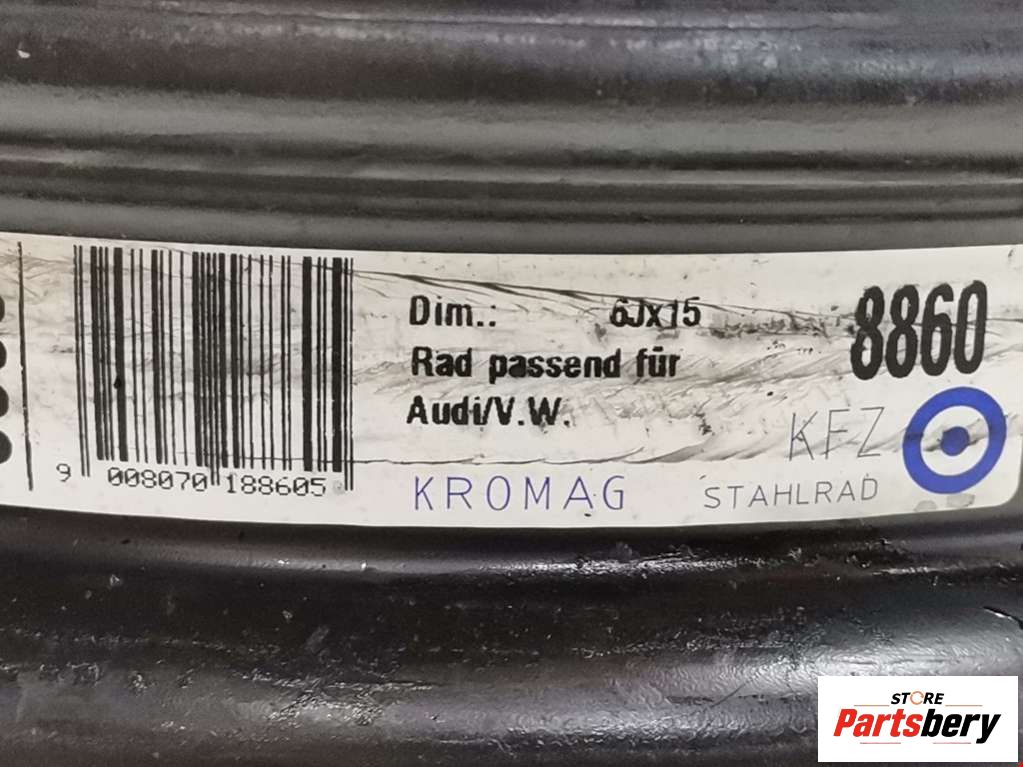 Dim.: 6Jx15
8860
Rad passend für
Audi/V.W.
KFZ
KROMAG STAHLRAD
9 008070 188605
STORE
Partsbery